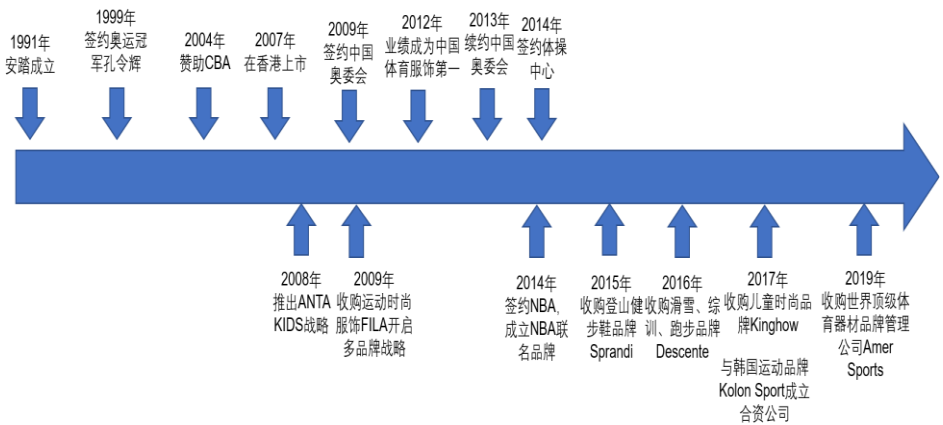 1991年
安踏成立
1999年
签约奥运冠
军孔令辉
2004年
赞助CBA
2007年
在香港上市
2009年
签约中国
奥委会
2012年
业绩成为中国
体育服饰第一
2013年
续约中国
奥委会
2014年
签约体操
中心
2008年
推出ANTA
KIDS战略
2009年
收购运动时尚
服饰FILA开启
多品牌战略
2014年
签约NBA,
成立NBA联
名品牌
2015年
收购登山健
步鞋品牌
Sprandi
2016年
收购滑雪、综
训、跑步品牌
Descente
2017年
收购儿童时尚品
牌Kinghow
与韩国运动品牌
Kolon Sport成立
合资公司
2019年
收购世界顶级体
育器材品牌管理
公司Amer
Sports